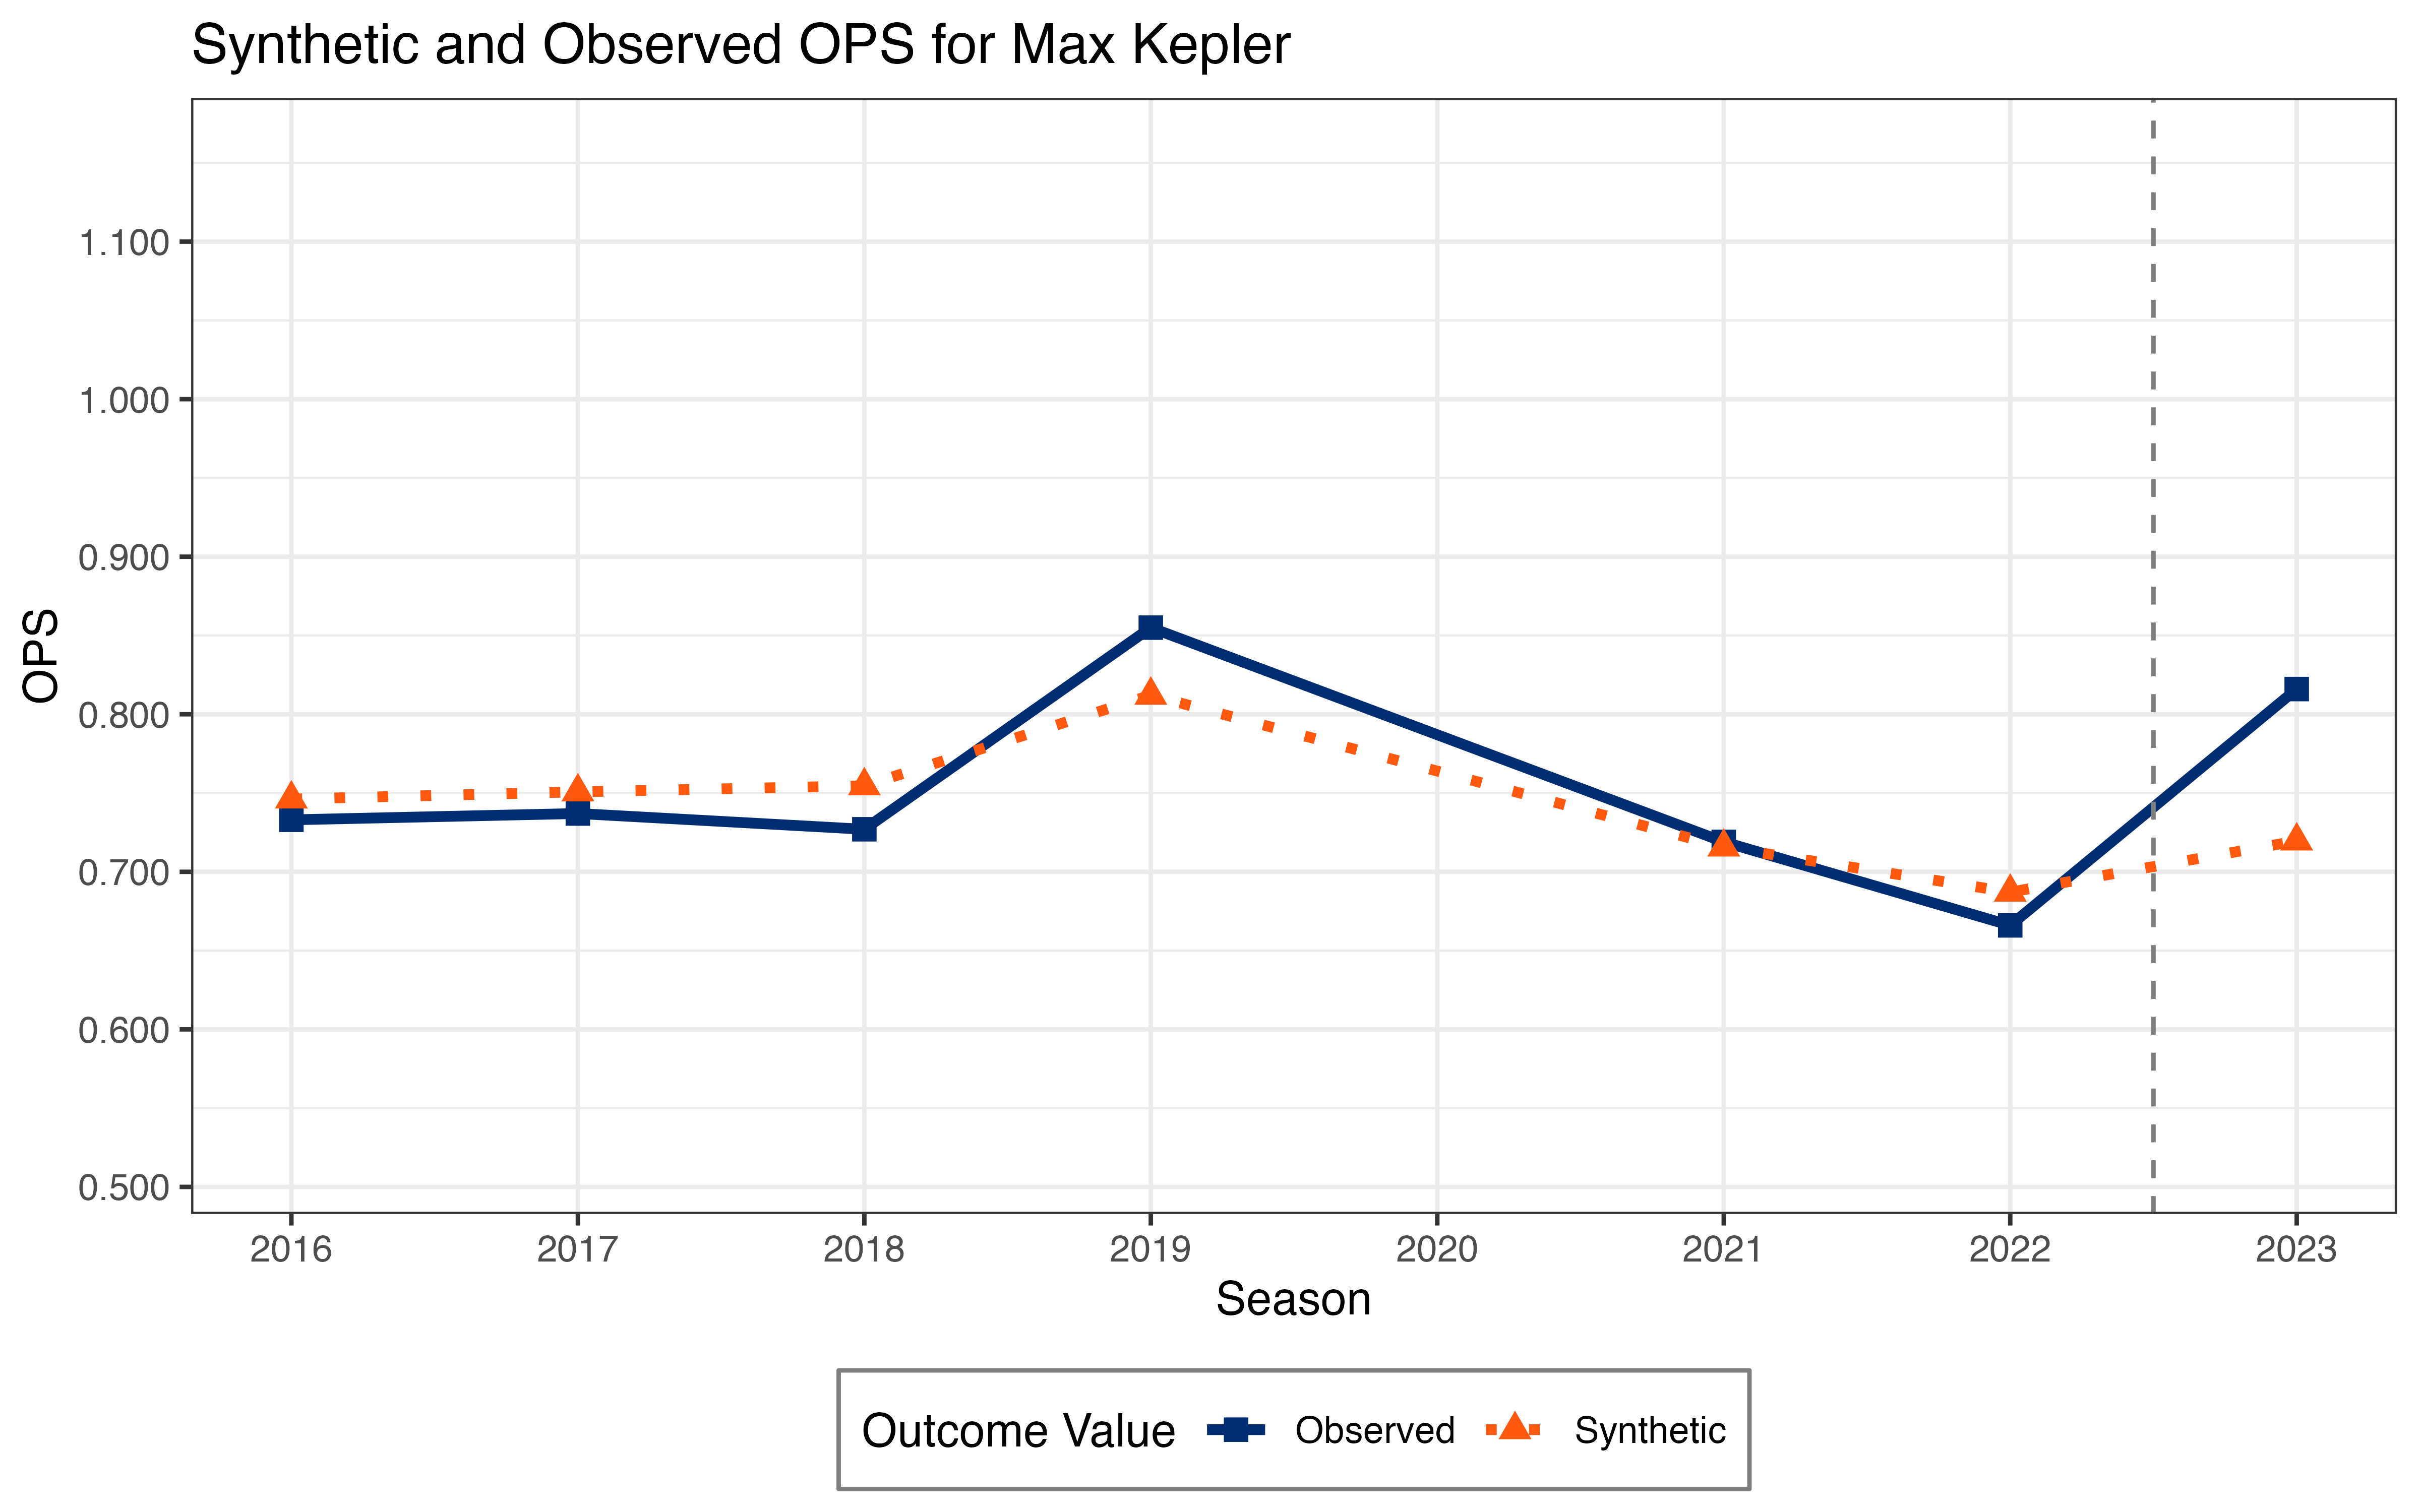 Synthetic and Observed OPS for Max Kepler
OPS
1.100
1.000
0.900
0.800
0.700
0.600
0.500
2016 2017 2018 2019 2020 2021 2022 2023
Season
Outcome Value Observed Synthetic